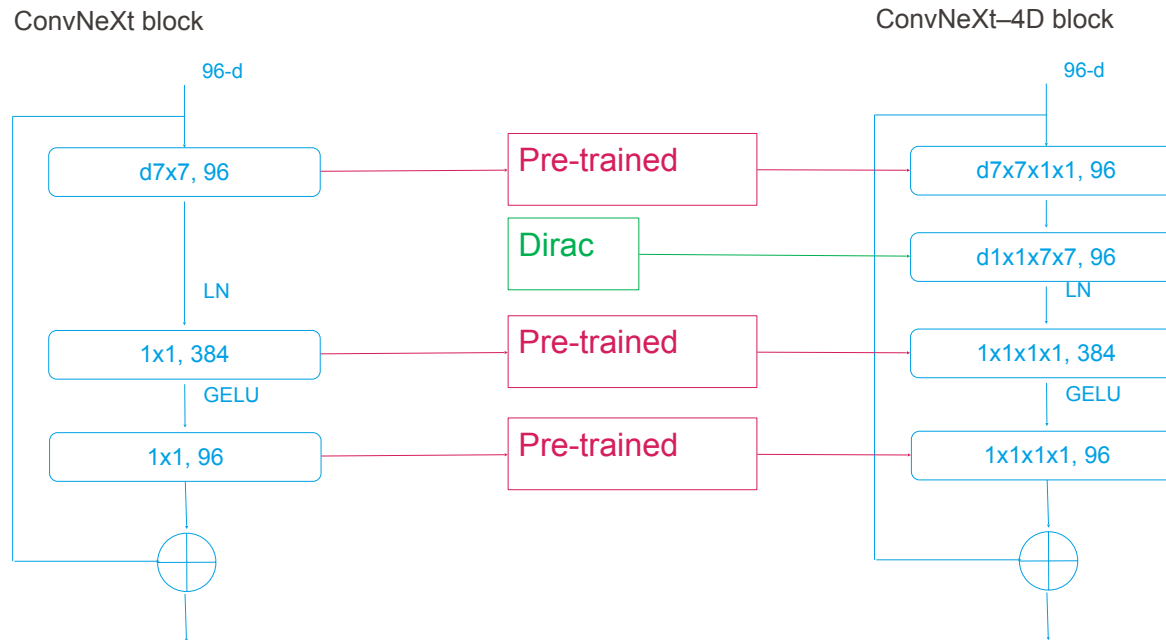 ConvNeXt block
96-d
d7x7, 96
LN
1x1, 384
GELU
1x1, 96
Pre-trained
Dirac
Pre-trained
Pre-trained
ConvNeXt–4D block
96-d
d7x7x1x1, 96
d1x1x7x7, 96
LN
1x1x1x1, 384
GELU
1x1x1x1, 96